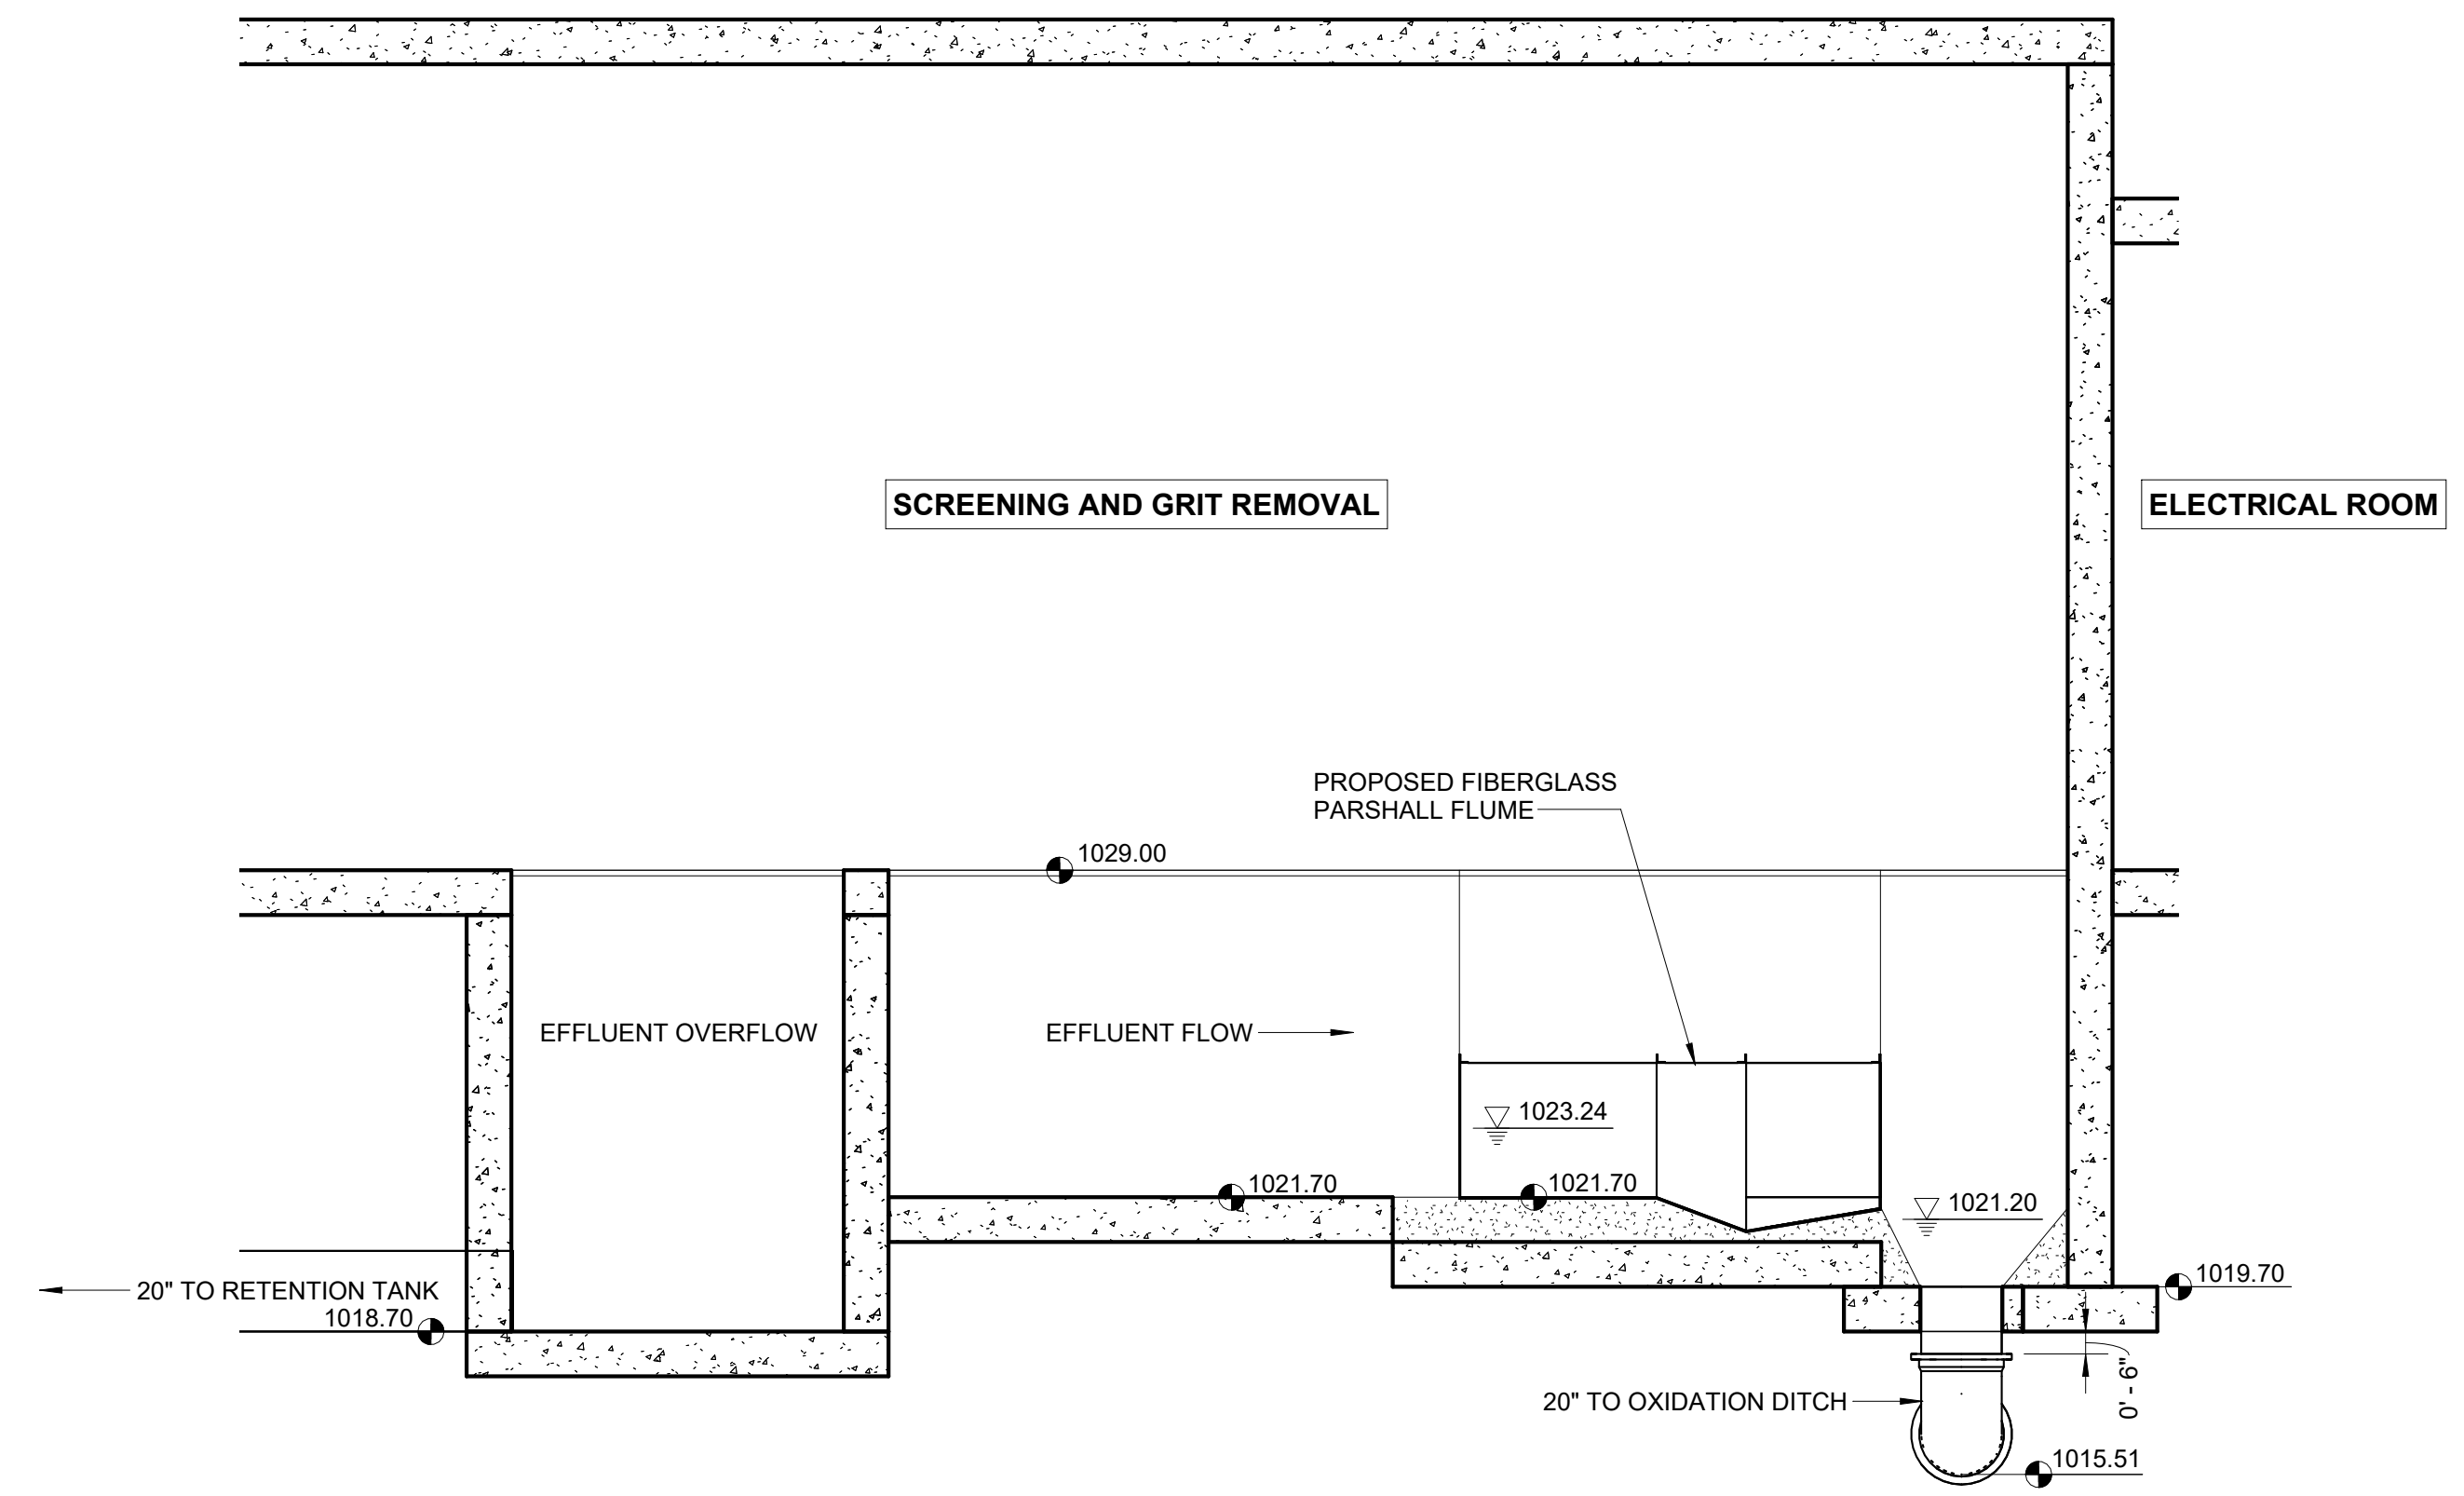 SCREENING AND GRIT REMOVAL
ELECTRICAL ROOM
PROPOSED FIBERGLASS
PARSHALL FLUME
1029.00
EFFLUENT OVERFLOW
EFFLUENT FLOW
1023.24
1021.70
1021.70
1021.20
1019.70
20" TO RETENTION TANK
1018.70
0' - 6"
20" TO OXIDATION DITCH
1015.51